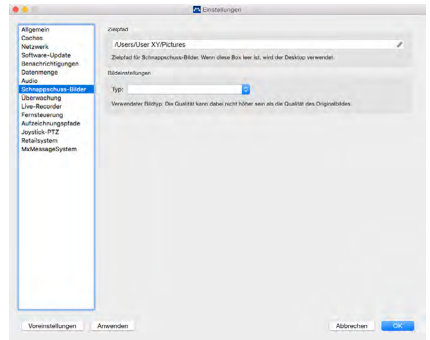 Einstellungen
Allgemein
Caches
Netzwerk
Software-Update
Benachrichtigungen
Datenmenge
Audio
Schnappschuss-Bilder
Überwachung
Live-Recorder
Fernsteuerung
Aufzeichnungspfade
Joystick-PTZ
Retailsystem
MxMessageSystem
Zielpfad
/Users/User XY/Pictures
Zielpfad für Schnappschuss-Bilder. Wenn diese Box leer ist, wird der Desktop verwendet.
Bildeinstellungen
Typ:
Verwendeter Bildtyp. Die Qualität kann dabei nicht höher sein als die Qualität des Originalbildes.
Voreinstellungen
Anwenden
Abbrechen
OK